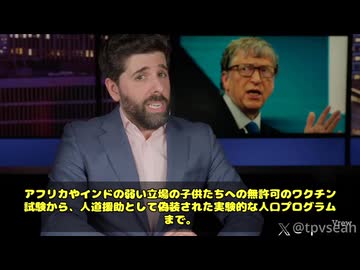 アフリカやインドの弱い立場の子供たちへの無許可のワクチン
試験から、人道援助として偽装された実験的な人口プログラム
まで。
Vrew
@tpvsean